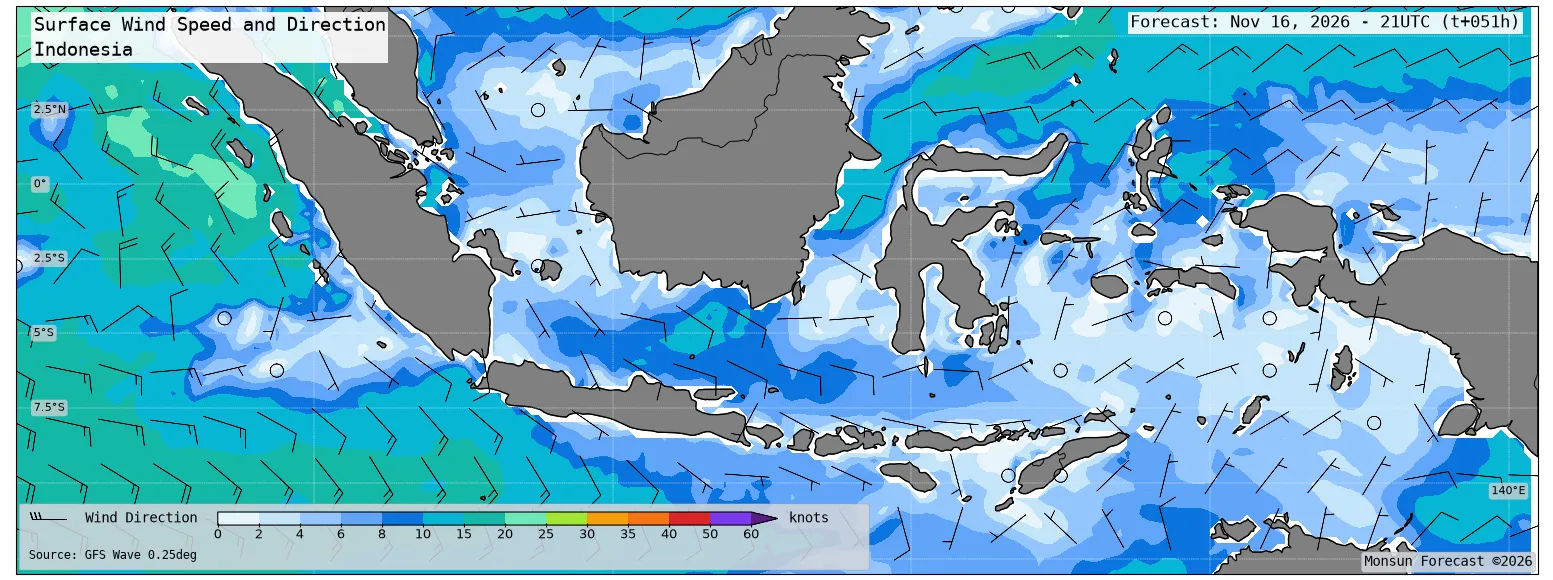 Surface Wind Speed and Direction
Indonesia
Forecast: Nov 16, 2026 - 21UTC (t+051h)
2.5°N
0°
2.5°S
5°S
7.5°S
140°E
Wind Direction
0 2 4 6 8 10 15 20 25 30 35 40 50 60
knots
Source: GFS Wave 0.25deg
Monsun Forecast ©2026